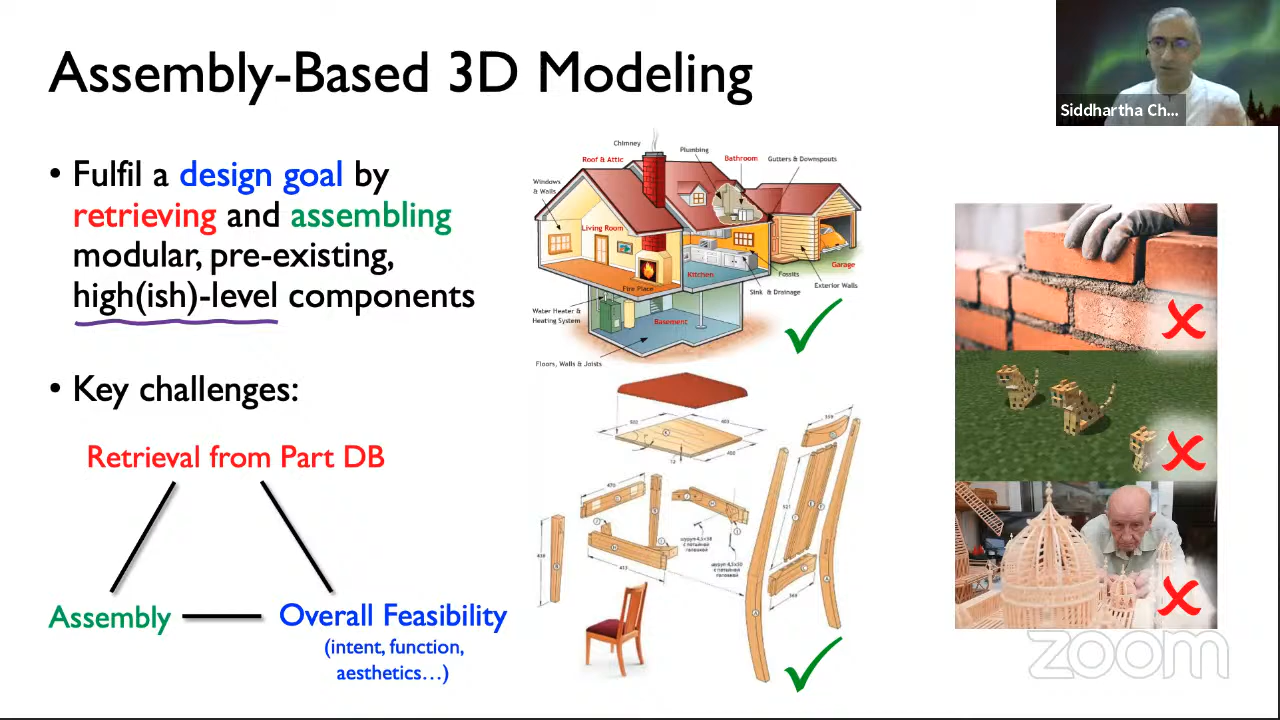 Assembly-Based 3D Modeling
Siddhartha Ch...
• Fulfil a design goal by
retrieving and assembling
modular, pre-existing,
high(ish)-level components
• Key challenges:
Retrieval from Part DB
Assembly
Overall Feasibility
(intent, function,
aesthetics...)
Chimney
Roof & Attic
Plumbing
Bathroom
Gutters & Downspouts
Windows
& Walls
Living Room
Kitchen
Garage
Fire Place
Fossits
Sink & Drainage
Exterior Walls
Water Heater &
Heating System
Basement
Floors, Walls & Joists
470
413
zoom